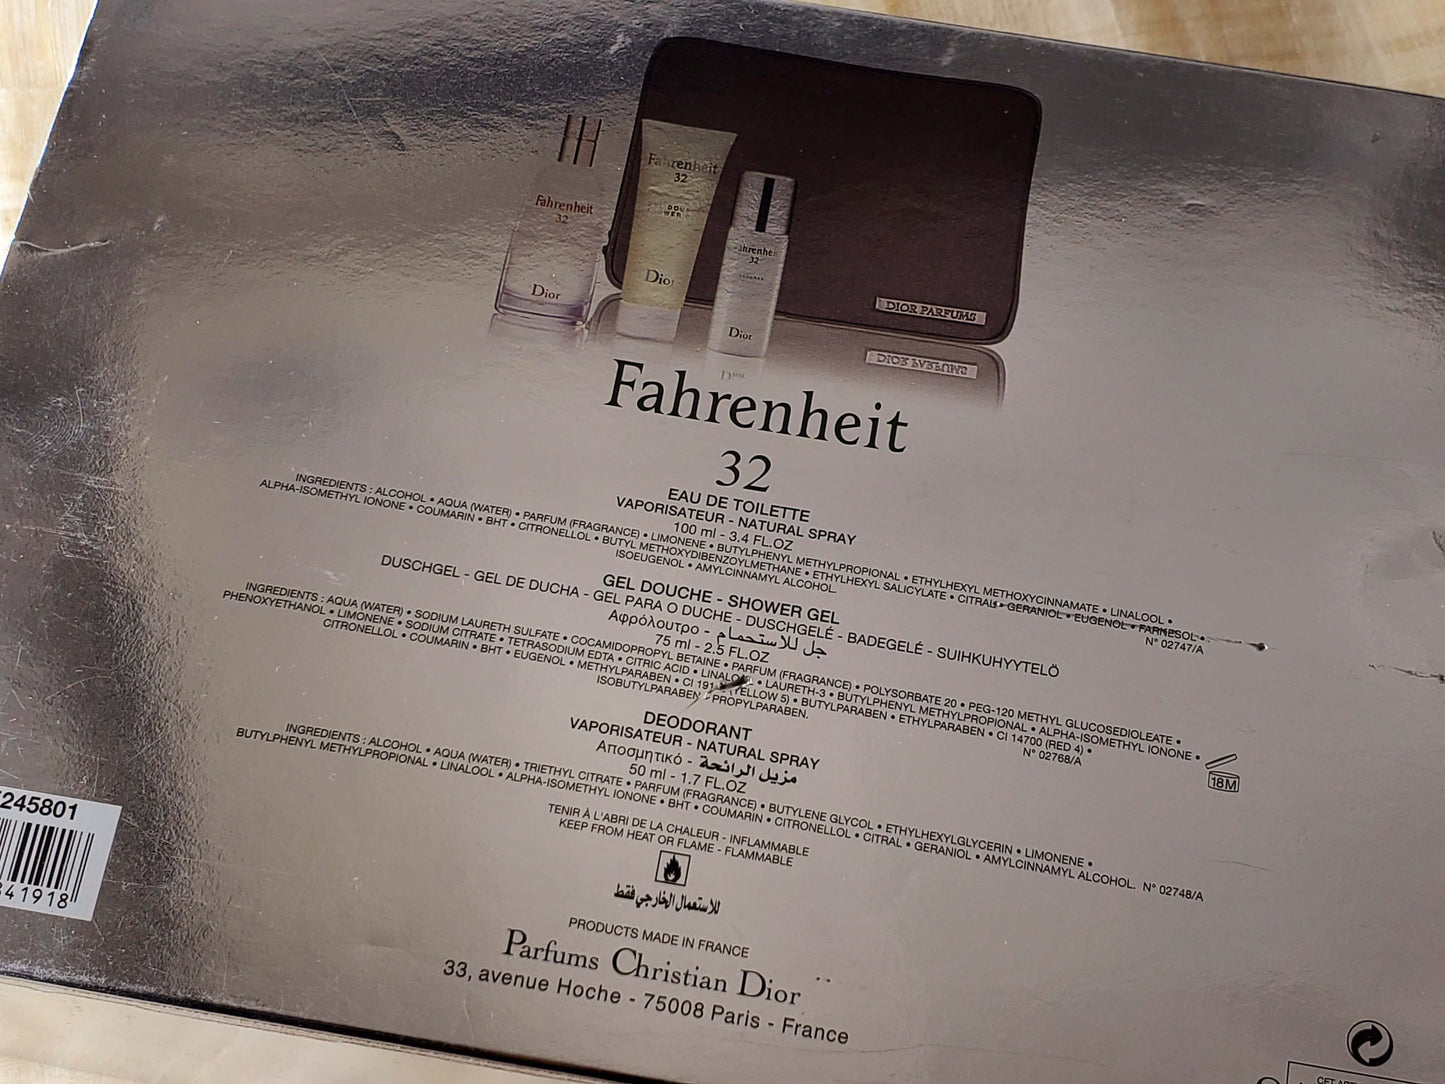 Fahrenheit
32
Dior
Fahrenheit
32
Dior
Fahrenheit
32
Dior
DIOR PARFUMS
Fahrenheit
32
EAU DE TOILETTE
VAPORISATEUR - NATURAL SPRAY
100 ml - 3.4 FL.OZ
INGREDIENTS : ALCOHOL • AQUA (WATER) • PARFUM (FRAGRANCE) • LIMONENE • BUTYLPHENYL METHYLPROPIONAL • ETHYLHEXYL METHOXYCINNAMATE • LINALOOL •
ALPHA-ISOMETHYL IONONE • COUMARIN • BHT • CITRONELLOL • BUTYL METHOXYDIBENZOYLMETHANE • ETHYLHEXYL SALICYLATE • CITRAL • GERANIOL • EUGENOL • FARNESOL •
ISOEUGENOL • AMYLCINNAMYL ALCOHOL. N° 02747/A
GEL DOUCHE - SHOWER GEL
DUSCHGEL - GEL DE DUCHA - GEL PARA O DUCHE - DUSCHGELÉ - BADEGELÉ - SUIHKUHYYTELÖ
Αφρόλουτρο - جل للاستحمام
75 ml - 2.5 FL.OZ
INGREDIENTS : AQUA (WATER) • SODIUM LAURETH SULFATE • COCAMIDOPROPYL BETAINE • PARFUM (FRAGRANCE) • POLYSORBATE 20 • PEG-120 METHYL GLUCOSEDIOLEATE •
PHENOXYETHANOL • LIMONENE • SODIUM CITRATE • TETRASODIUM EDTA • CITRIC ACID • LINALOOL • LAURETH-3 • BUTYLPHENYL METHYLPROPIONAL • ALPHA-ISOMETHYL IONONE •
CITRONELLOL • COUMARIN • BHT • EUGENOL • METHYLPARABEN • CI 191 (YELLOW 5) • BUTYLPARABEN • ETHYLPARABEN • CI 14700 (RED 4) •
ISOBUTYLPARABEN • PROPYLPARABEN. N° 02768/A
18M
DEODORANT
VAPORISATEUR - NATURAL SPRAY
Αποσμητικό - مزيل الرائحة
50 ml - 1.7 FL.OZ
INGREDIENTS : ALCOHOL • AQUA (WATER) • TRIETHYL CITRATE • PARFUM (FRAGRANCE) • BUTYLENE GLYCOL • ETHYLHEXYLGLYCERIN • LIMONENE •
BUTYLPHENYL METHYLPROPIONAL • LINALOOL • ALPHA-ISOMETHYL IONONE • BHT • COUMARIN • CITRONELLOL • CITRAL • GERANIOL • AMYLCINNAMYL ALCOHOL. N° 02748/A
TENIR À L'ABRI DE LA CHALEUR - INFLAMMABLE
KEEP FROM HEAT OR FLAME - FLAMMABLE
للاستعمال الخارجي فقط
PRODUCTS MADE IN FRANCE
Parfums Christian Dior
33, avenue Hoche - 75008 Paris - France
245801
41918